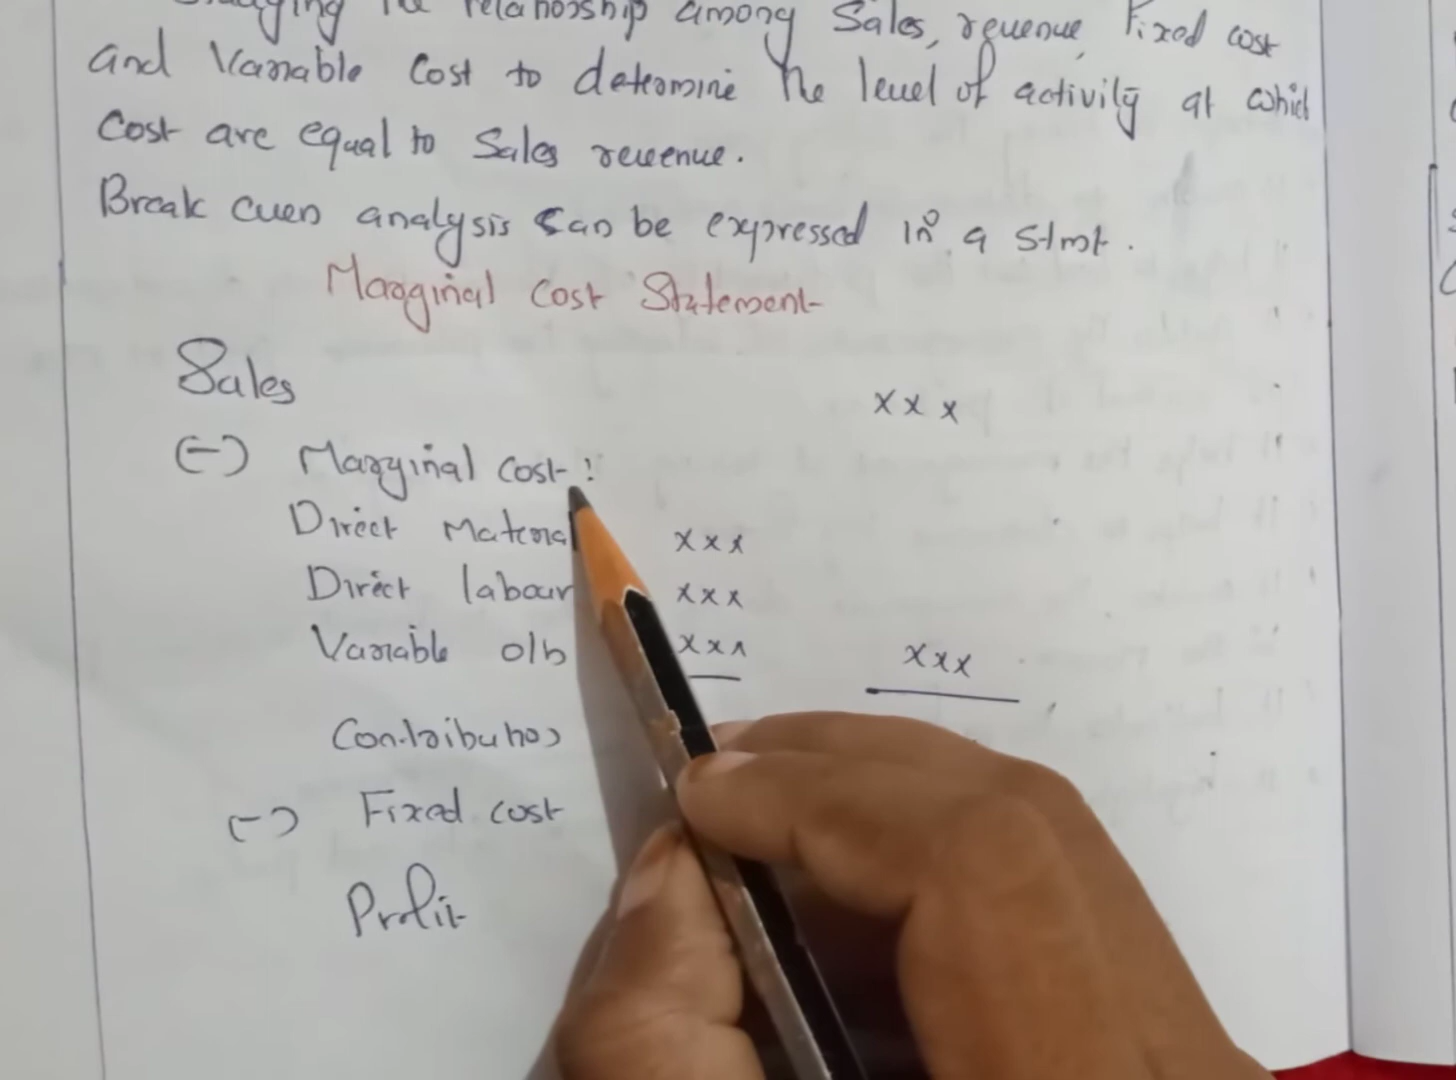 relationship among Sales, revenue, Fixed cost
and Variable Cost to determine the level of activity at which
Cost are equal to Sales revenue.
Break even analysis can be expressed in a Stmt.
Marginal Cost Statement
Sales xxx
(-) Marginal Cost:
Direct Material xxx
Direct labour xxx
Variable o/h xxx xxx
Contribution
(-) Fixed cost
Profit